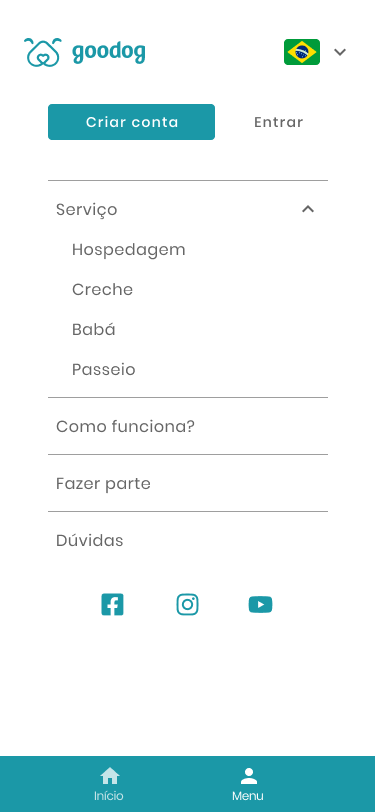 goodog
Criar conta
Entrar
Serviço
Hospedagem
Creche
Babá
Passeio
Como funciona?
Fazer parte
Dúvidas
Início
Menu